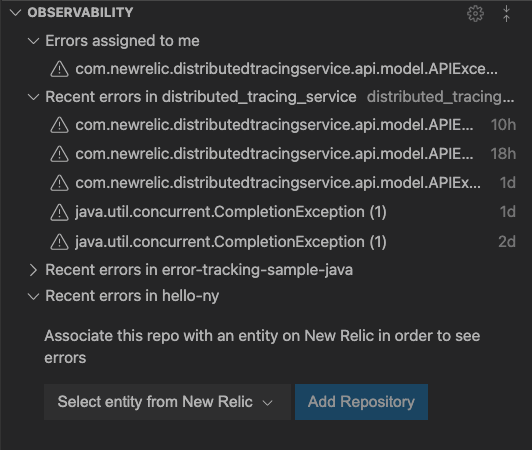 OBSERVABILITY
Errors assigned to me
com.newrelic.distributedtracingservice.api.model.APIExce...
Recent errors in distributed_tracing_service distributed_tracing...
com.newrelic.distributedtracingservice.api.model.APIE... 10h
com.newrelic.distributedtracingservice.api.model.APIE... 18h
com.newrelic.distributedtracingservice.api.model.APIEx... 1d
java.util.concurrent.CompletionException (1) 1d
java.util.concurrent.CompletionException (1) 2d
Recent errors in error-tracking-sample-java
Recent errors in hello-ny
Associate this repo with an entity on New Relic in order to see
errors
Select entity from New Relic Add Repository